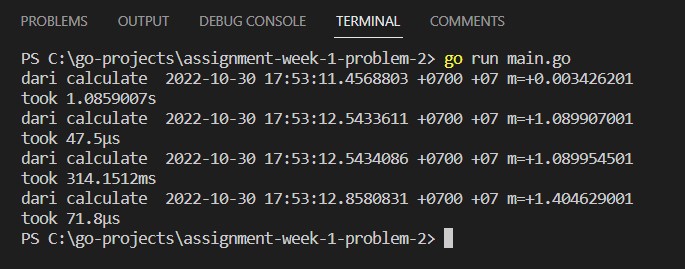 PROBLEMS OUTPUT DEBUG CONSOLE TERMINAL COMMENTS
PS C:\go-projects\assignment-week-1-problem-2> go run main.go
dari calculate  2022-10-30 17:53:11.4568803 +0700 +07 m=+0.003426201
took 1.0859007s
dari calculate  2022-10-30 17:53:12.5433611 +0700 +07 m=+1.089907001
took 47.5µs
dari calculate  2022-10-30 17:53:12.5434086 +0700 +07 m=+1.089954501
took 314.1512ms
dari calculate  2022-10-30 17:53:12.8580831 +0700 +07 m=+1.404629001
took 71.8µs
PS C:\go-projects\assignment-week-1-problem-2>